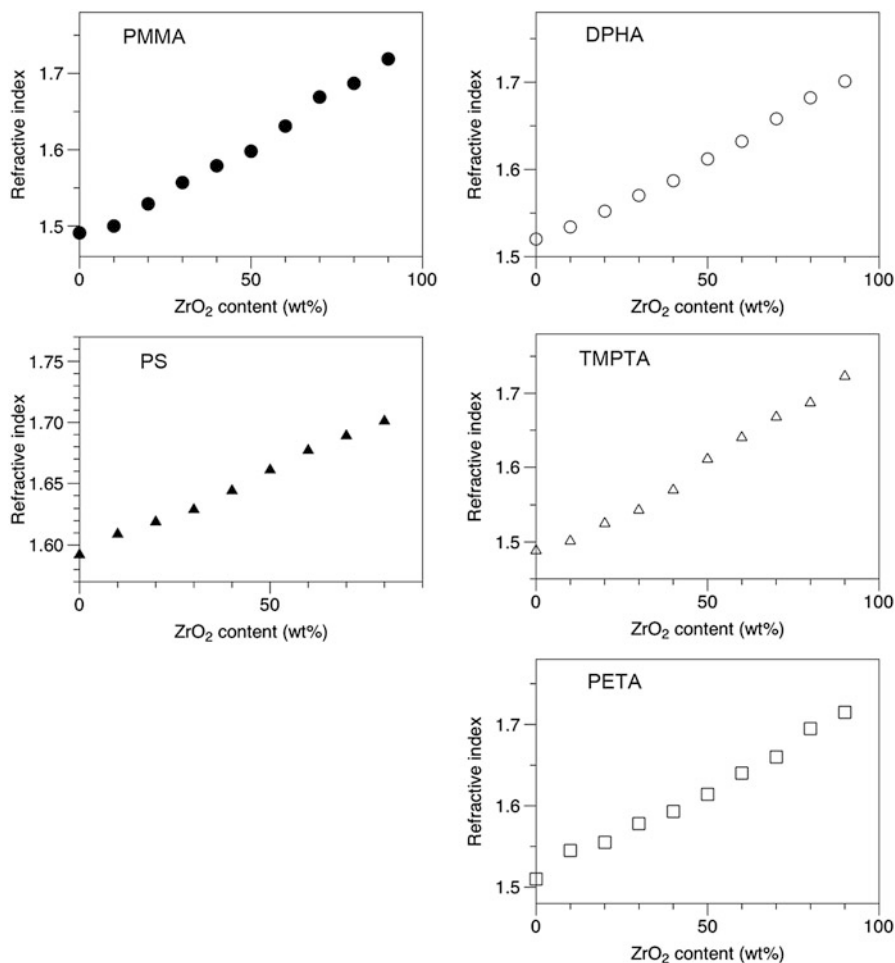 PMMA
Refractive index
1.7
1.6
1.5
0 50 100
ZrO₂ content (wt%)
DPHA
Refractive index
1.7
1.6
1.5
0 50 100
ZrO₂ content (wt%)
PS
Refractive index
1.75
1.70
1.65
1.60
0 50
ZrO₂ content (wt%)
TMPTA
Refractive index
1.7
1.6
1.5
0 50 100
ZrO₂ content (wt%)
PETA
Refractive index
1.7
1.6
1.5
0 50 100
ZrO₂ content (wt%)